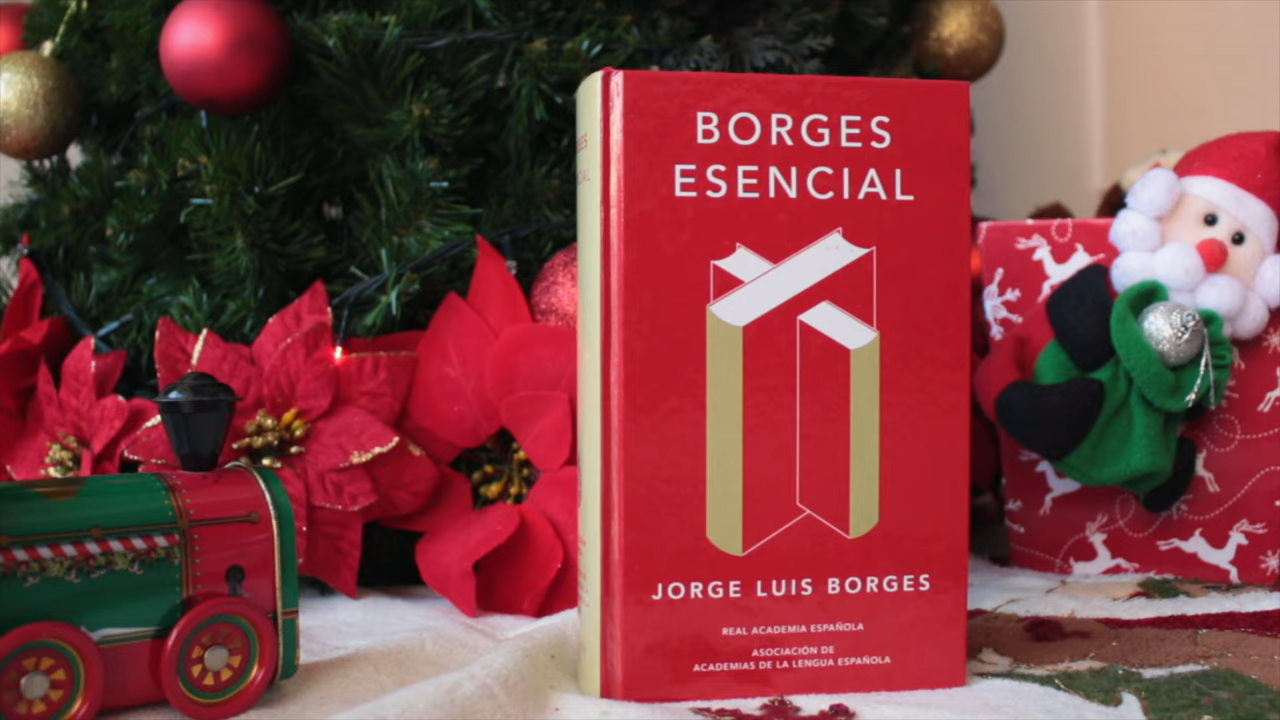 BORGES
ESENCIAL
JORGE LUIS BORGES
REAL ACADEMIA ESPAÑOLA
ASOCIACIÓN DE
ACADEMIAS DE LA LENGUA ESPAÑOLA